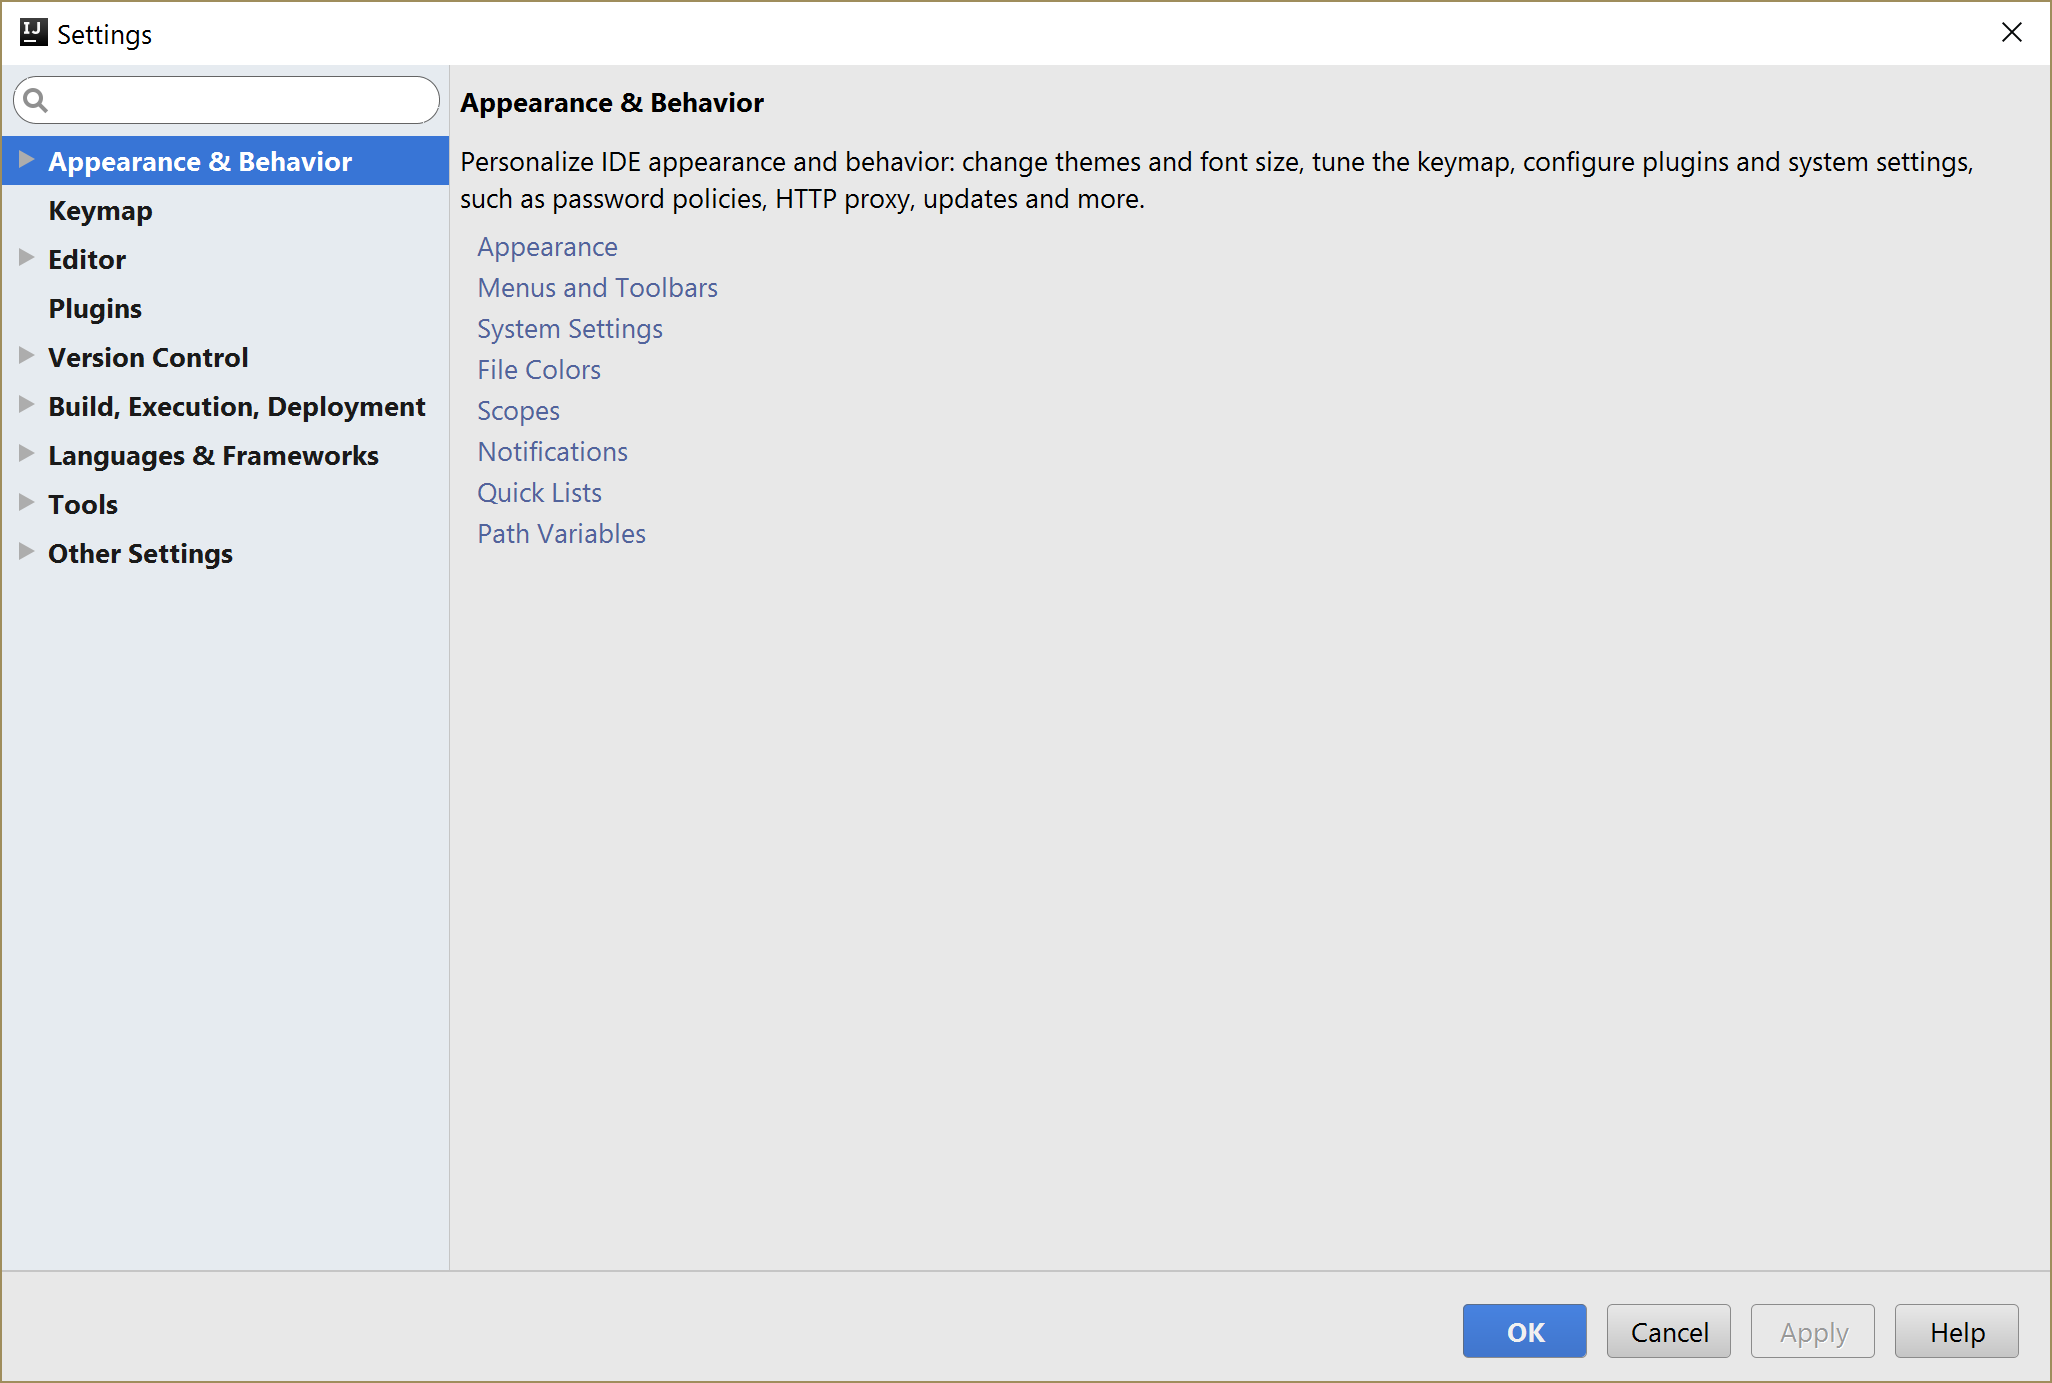 IJ
Settings
Appearance & Behavior
Keymap
Editor
Plugins
Version Control
Build, Execution, Deployment
Languages & Frameworks
Tools
Other Settings
Appearance & Behavior
Personalize IDE appearance and behavior: change themes and font size, tune the keymap, configure plugins and system settings,
such as password policies, HTTP proxy, updates and more.
Appearance
Menus and Toolbars
System Settings
File Colors
Scopes
Notifications
Quick Lists
Path Variables
OK
Cancel
Apply
Help